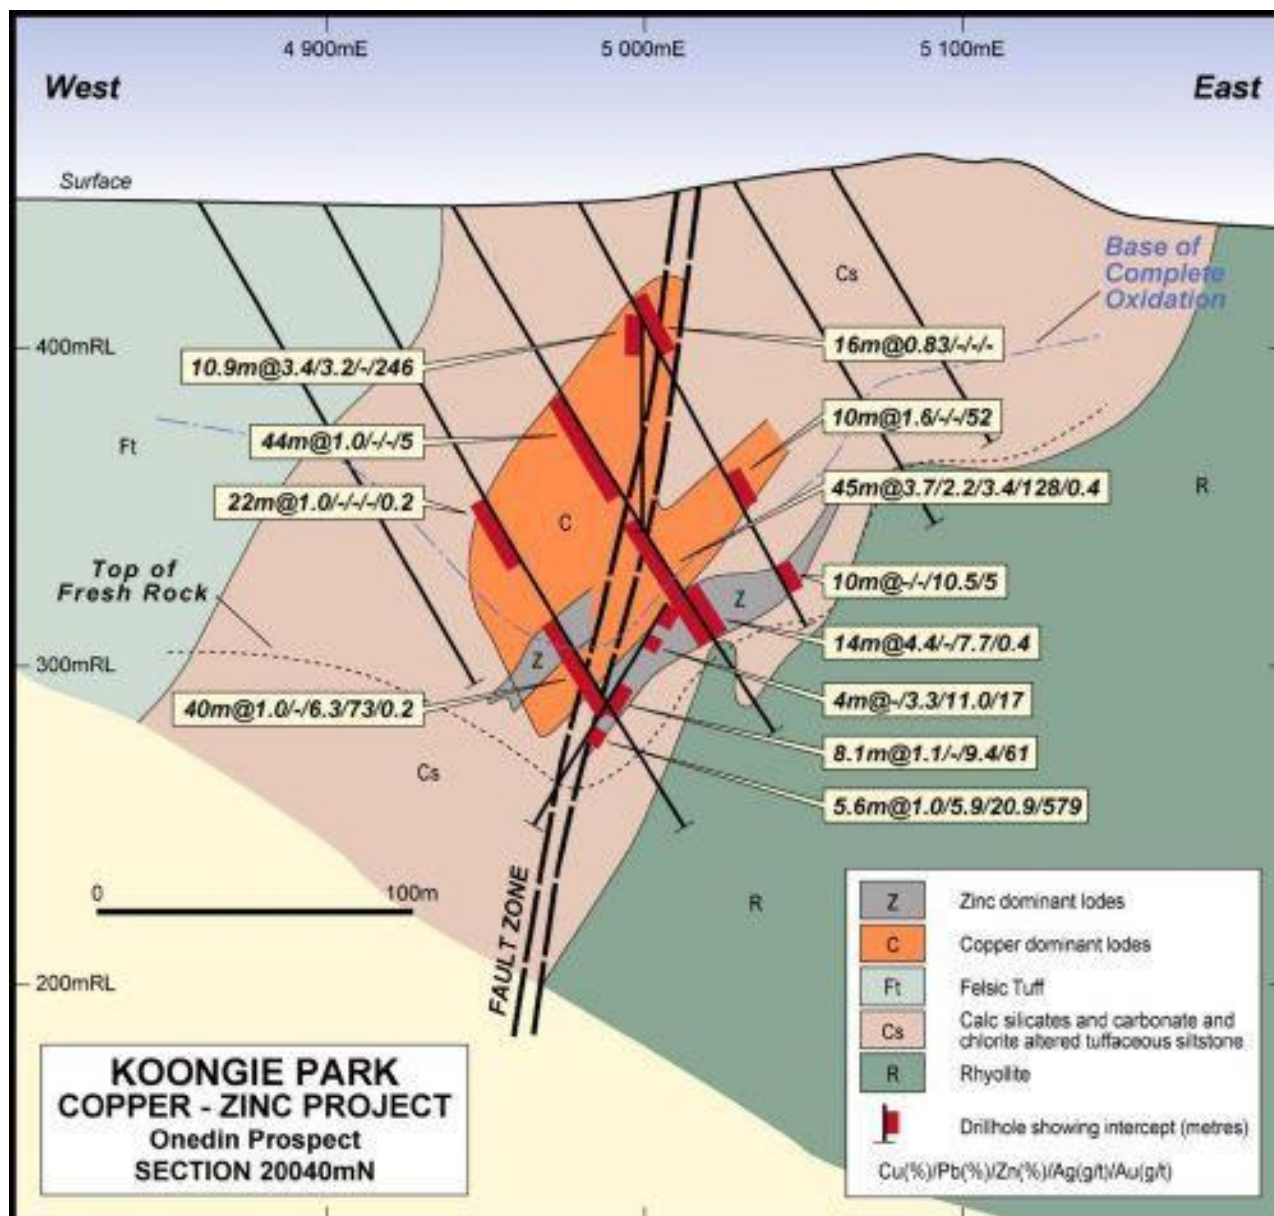 4 900mE
5 000mE
5 100mE
West
East
Surface
Base of
Complete
Oxidation
Cs
400mRL
10.9m@3.4/3.2/-/246
16m@0.83/-/-/-
44m@1.0/-/-/5
10m@1.6/-/-/52
Ft
22m@1.0/-/-/-/0.2
45m@3.7/2.2/3.4/128/0.4
R
C
Top of
Fresh Rock
10m@-/-/10.5/5
Z
14m@4.4/-/7.7/0.4
300mRL
Z
40m@1.0/-/6.3/73/0.2
4m@-/3.3/11.0/17
8.1m@1.1/-/9.4/61
Cs
5.6m@1.0/5.9/20.9/579
0
100m
FAULT ZONE
R
200mRL
Z
Zinc dominant lodes
C
Copper dominant lodes
Ft
Felsic Tuff
Cs
Calc silicates and carbonate and
chlorite altered tuffaceous siltstone
R
Rhyollite
Drillhole showing intercept (metres)
Cu(%)/Pb(%)/Zn(%)/Ag(g/t)/Au(g/t)
KOONGIE PARK
COPPER - ZINC PROJECT
Onedin Prospect
SECTION 20040mN